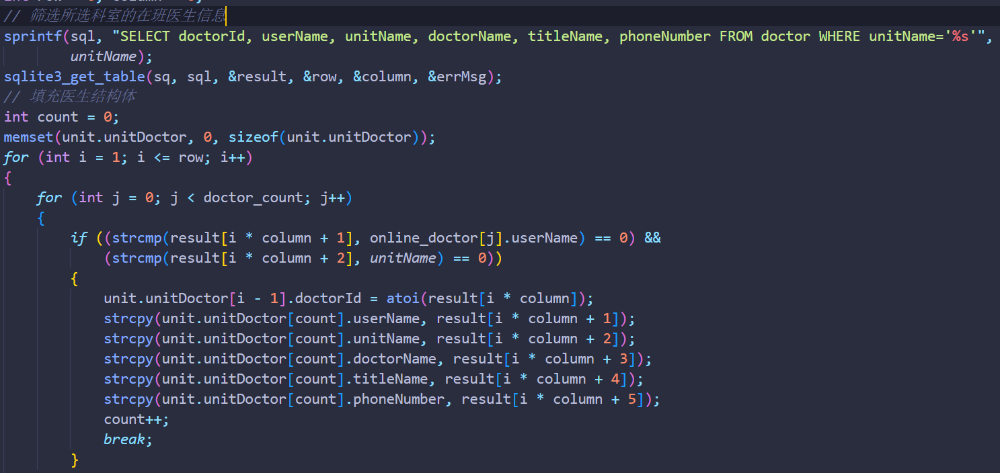 // 筛选所选科室的在班医生信息
sprintf(sql, "SELECT doctorId, userName, unitName, doctorName, titleName, phoneNumber FROM doctor WHERE unitName='%s'",
        unitName);
sqlite3_get_table(sq, sql, &result, &row, &column, &errMsg);
// 填充医生结构体
int count = 0;
memset(unit.unitDoctor, 0, sizeof(unit.unitDoctor));
for (int i = 1; i <= row; i++)
{
    for (int j = 0; j < doctor_count; j++)
    {
        if ((strcmp(result[i * column + 1], online_doctor[j].userName) == 0) &&
            (strcmp(result[i * column + 2], unitName) == 0))
        {
            unit.unitDoctor[i - 1].doctorId = atoi(result[i * column]);
            strcpy(unit.unitDoctor[count].userName, result[i * column + 1]);
            strcpy(unit.unitDoctor[count].unitName, result[i * column + 2]);
            strcpy(unit.unitDoctor[count].doctorName, result[i * column + 3]);
            strcpy(unit.unitDoctor[count].titleName, result[i * column + 4]);
            strcpy(unit.unitDoctor[count].phoneNumber, result[i * column + 5]);
            count++;
            break;
        }